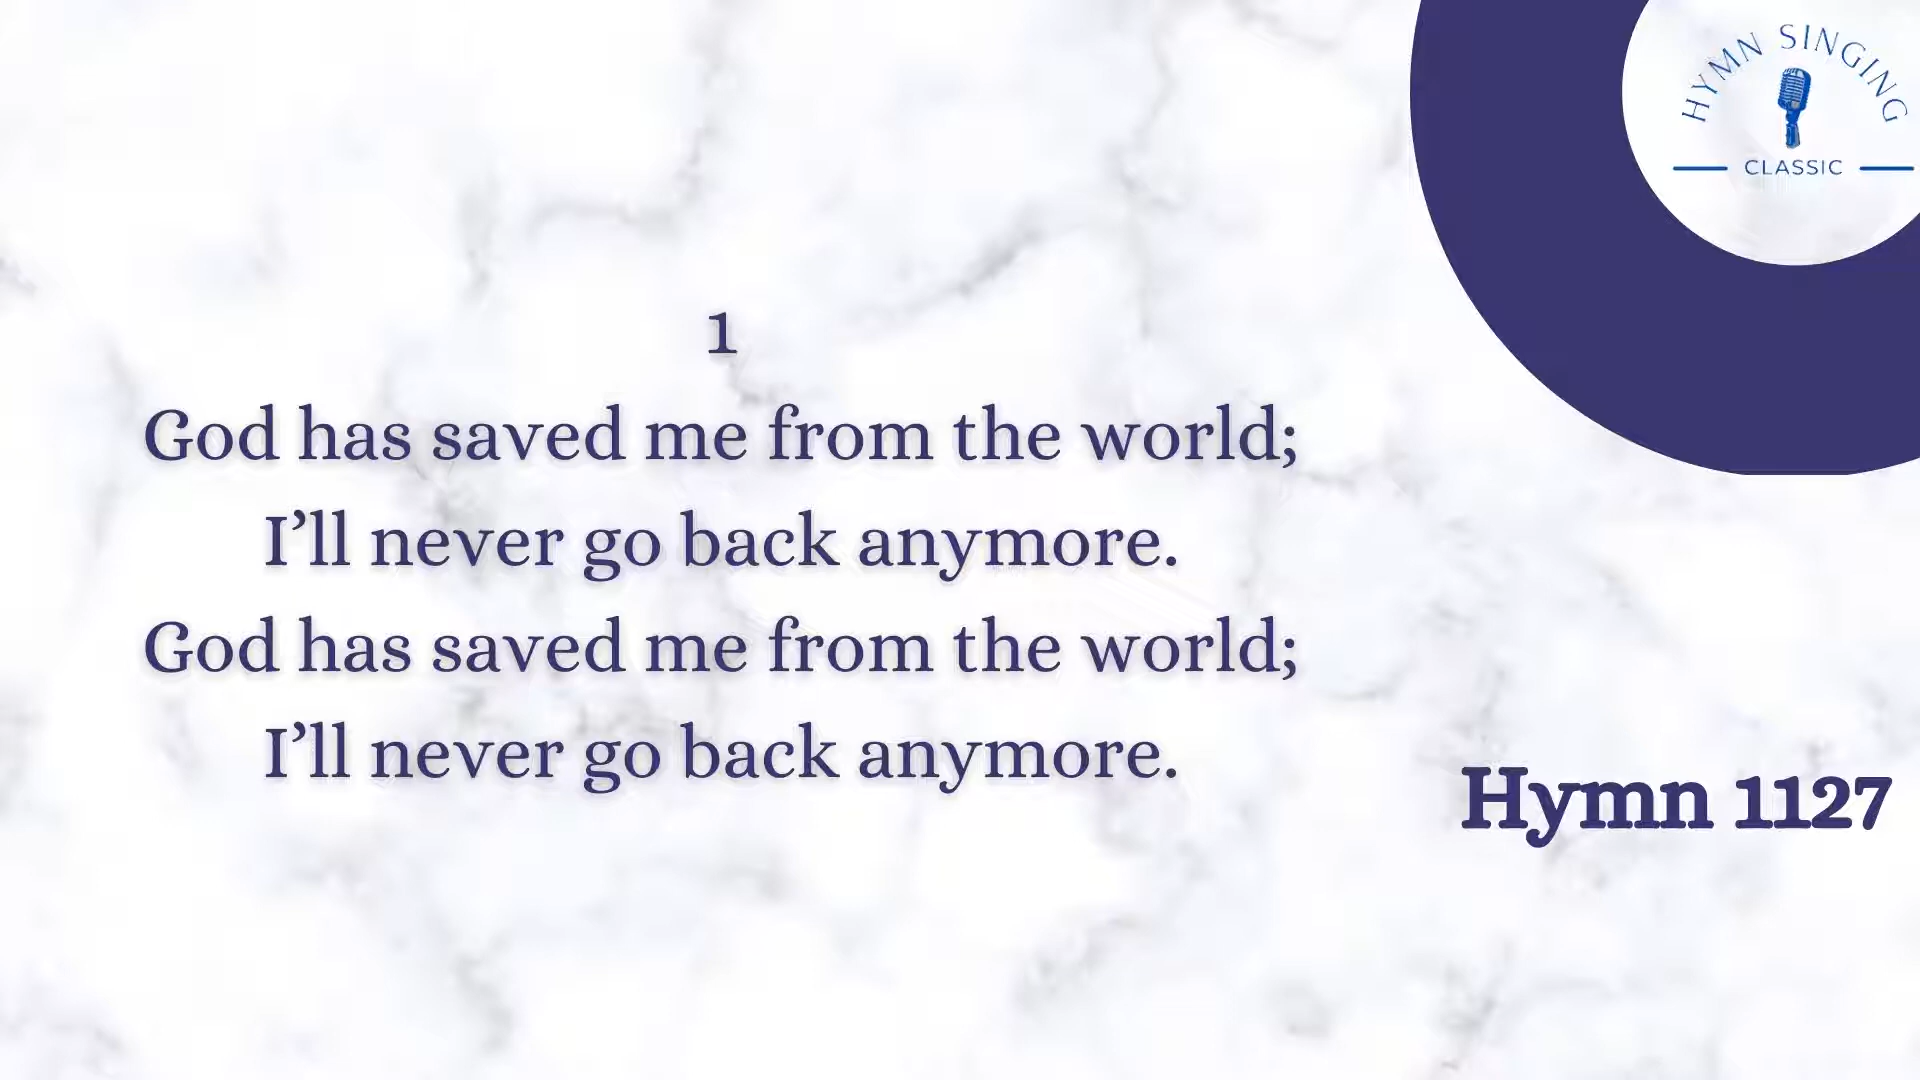 HYMN SINGING
CLASSIC
1
God has saved me from the world;
I’ll never go back anymore.
God has saved me from the world;
I’ll never go back anymore.
Hymn 1127